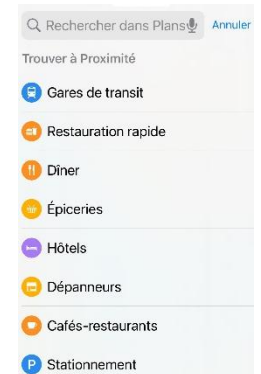 Rechercher dans Plans
Annuler
Trouver à Proximité
Gares de transit
Restauration rapide
Dîner
Épiceries
Hôtels
Dépanneurs
Cafés-restaurants
P Stationnement